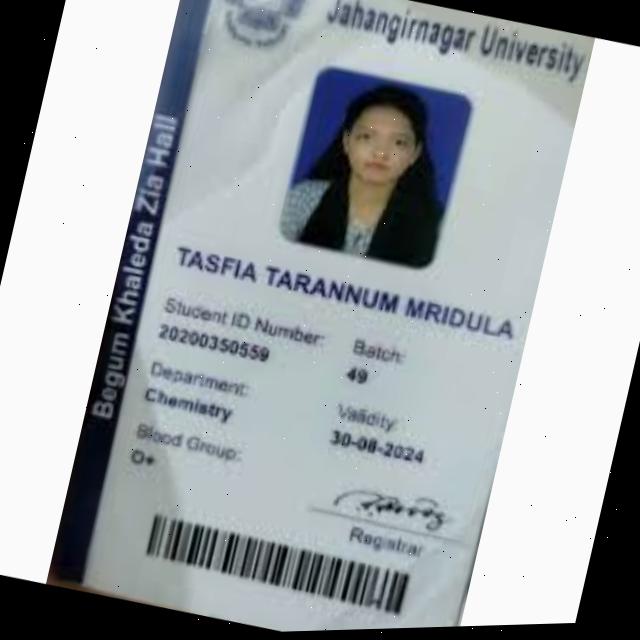 Jahangirnagar University
Begum Khaleda Zia Hall
TASFIA TARANNUM MRIDULA
Student ID Number:
20200350559
Batch:
49
Department:
Chemistry
Validity:
30-08-2024
Blood Group:
O+
Registrar